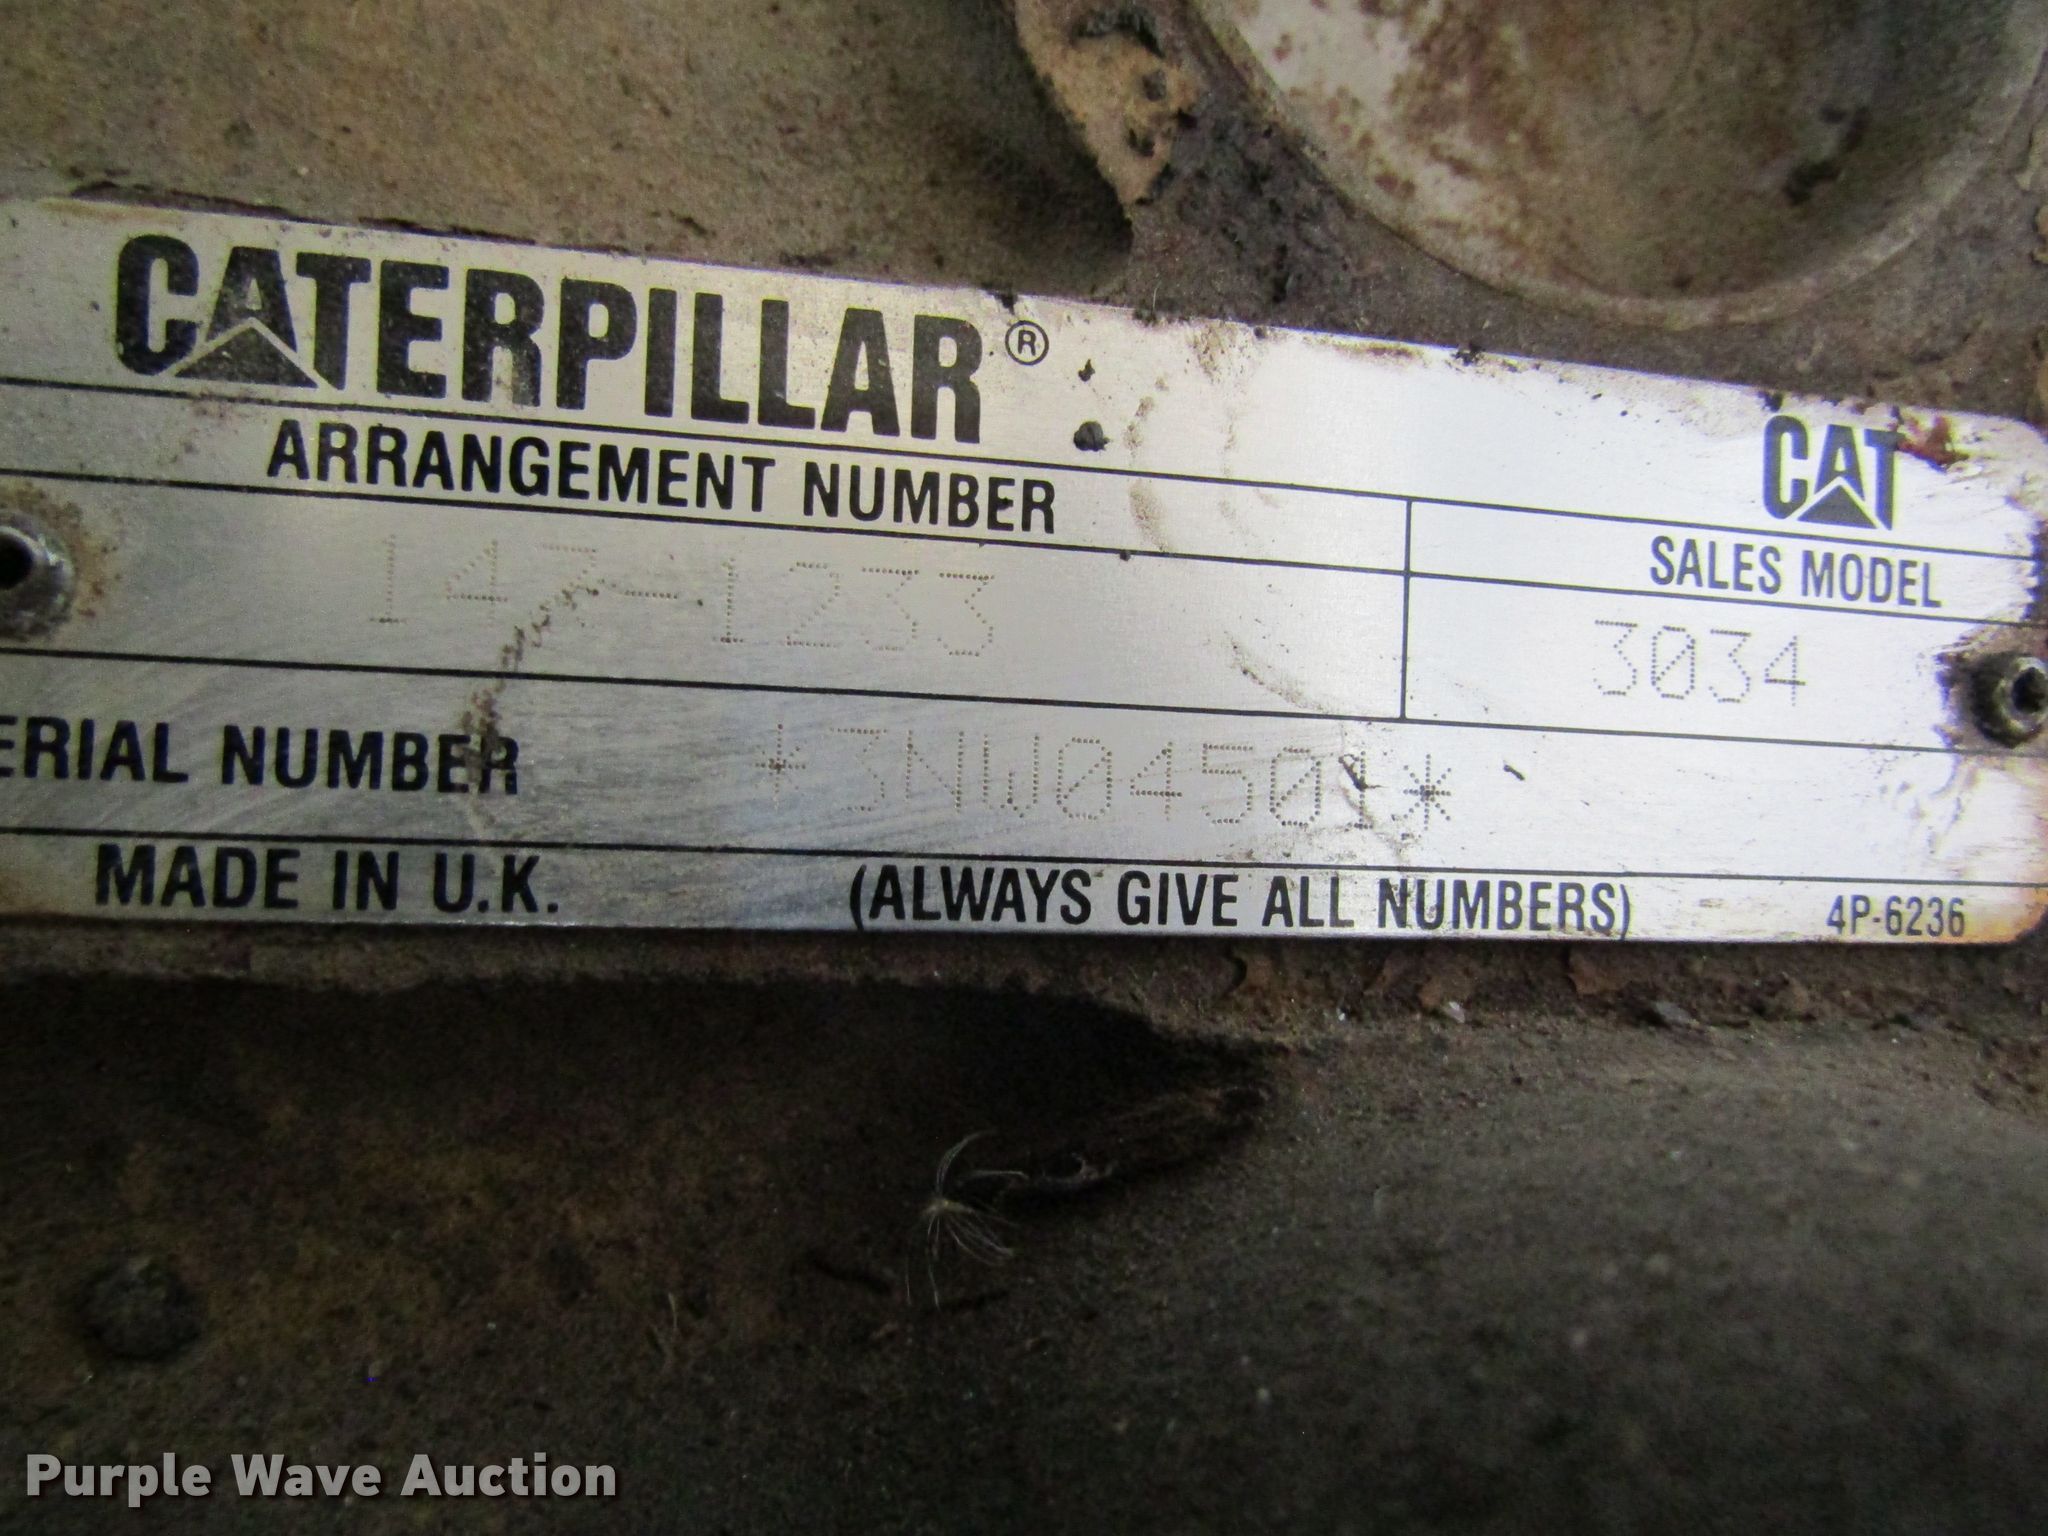 CATERPILLAR®
CAT
ARRANGEMENT NUMBER
SALES MODEL
147-1233
3034
ERIAL NUMBER *3NW04501*
MADE IN U.K. (ALWAYS GIVE ALL NUMBERS) 4P-6236
Purple Wave Auction